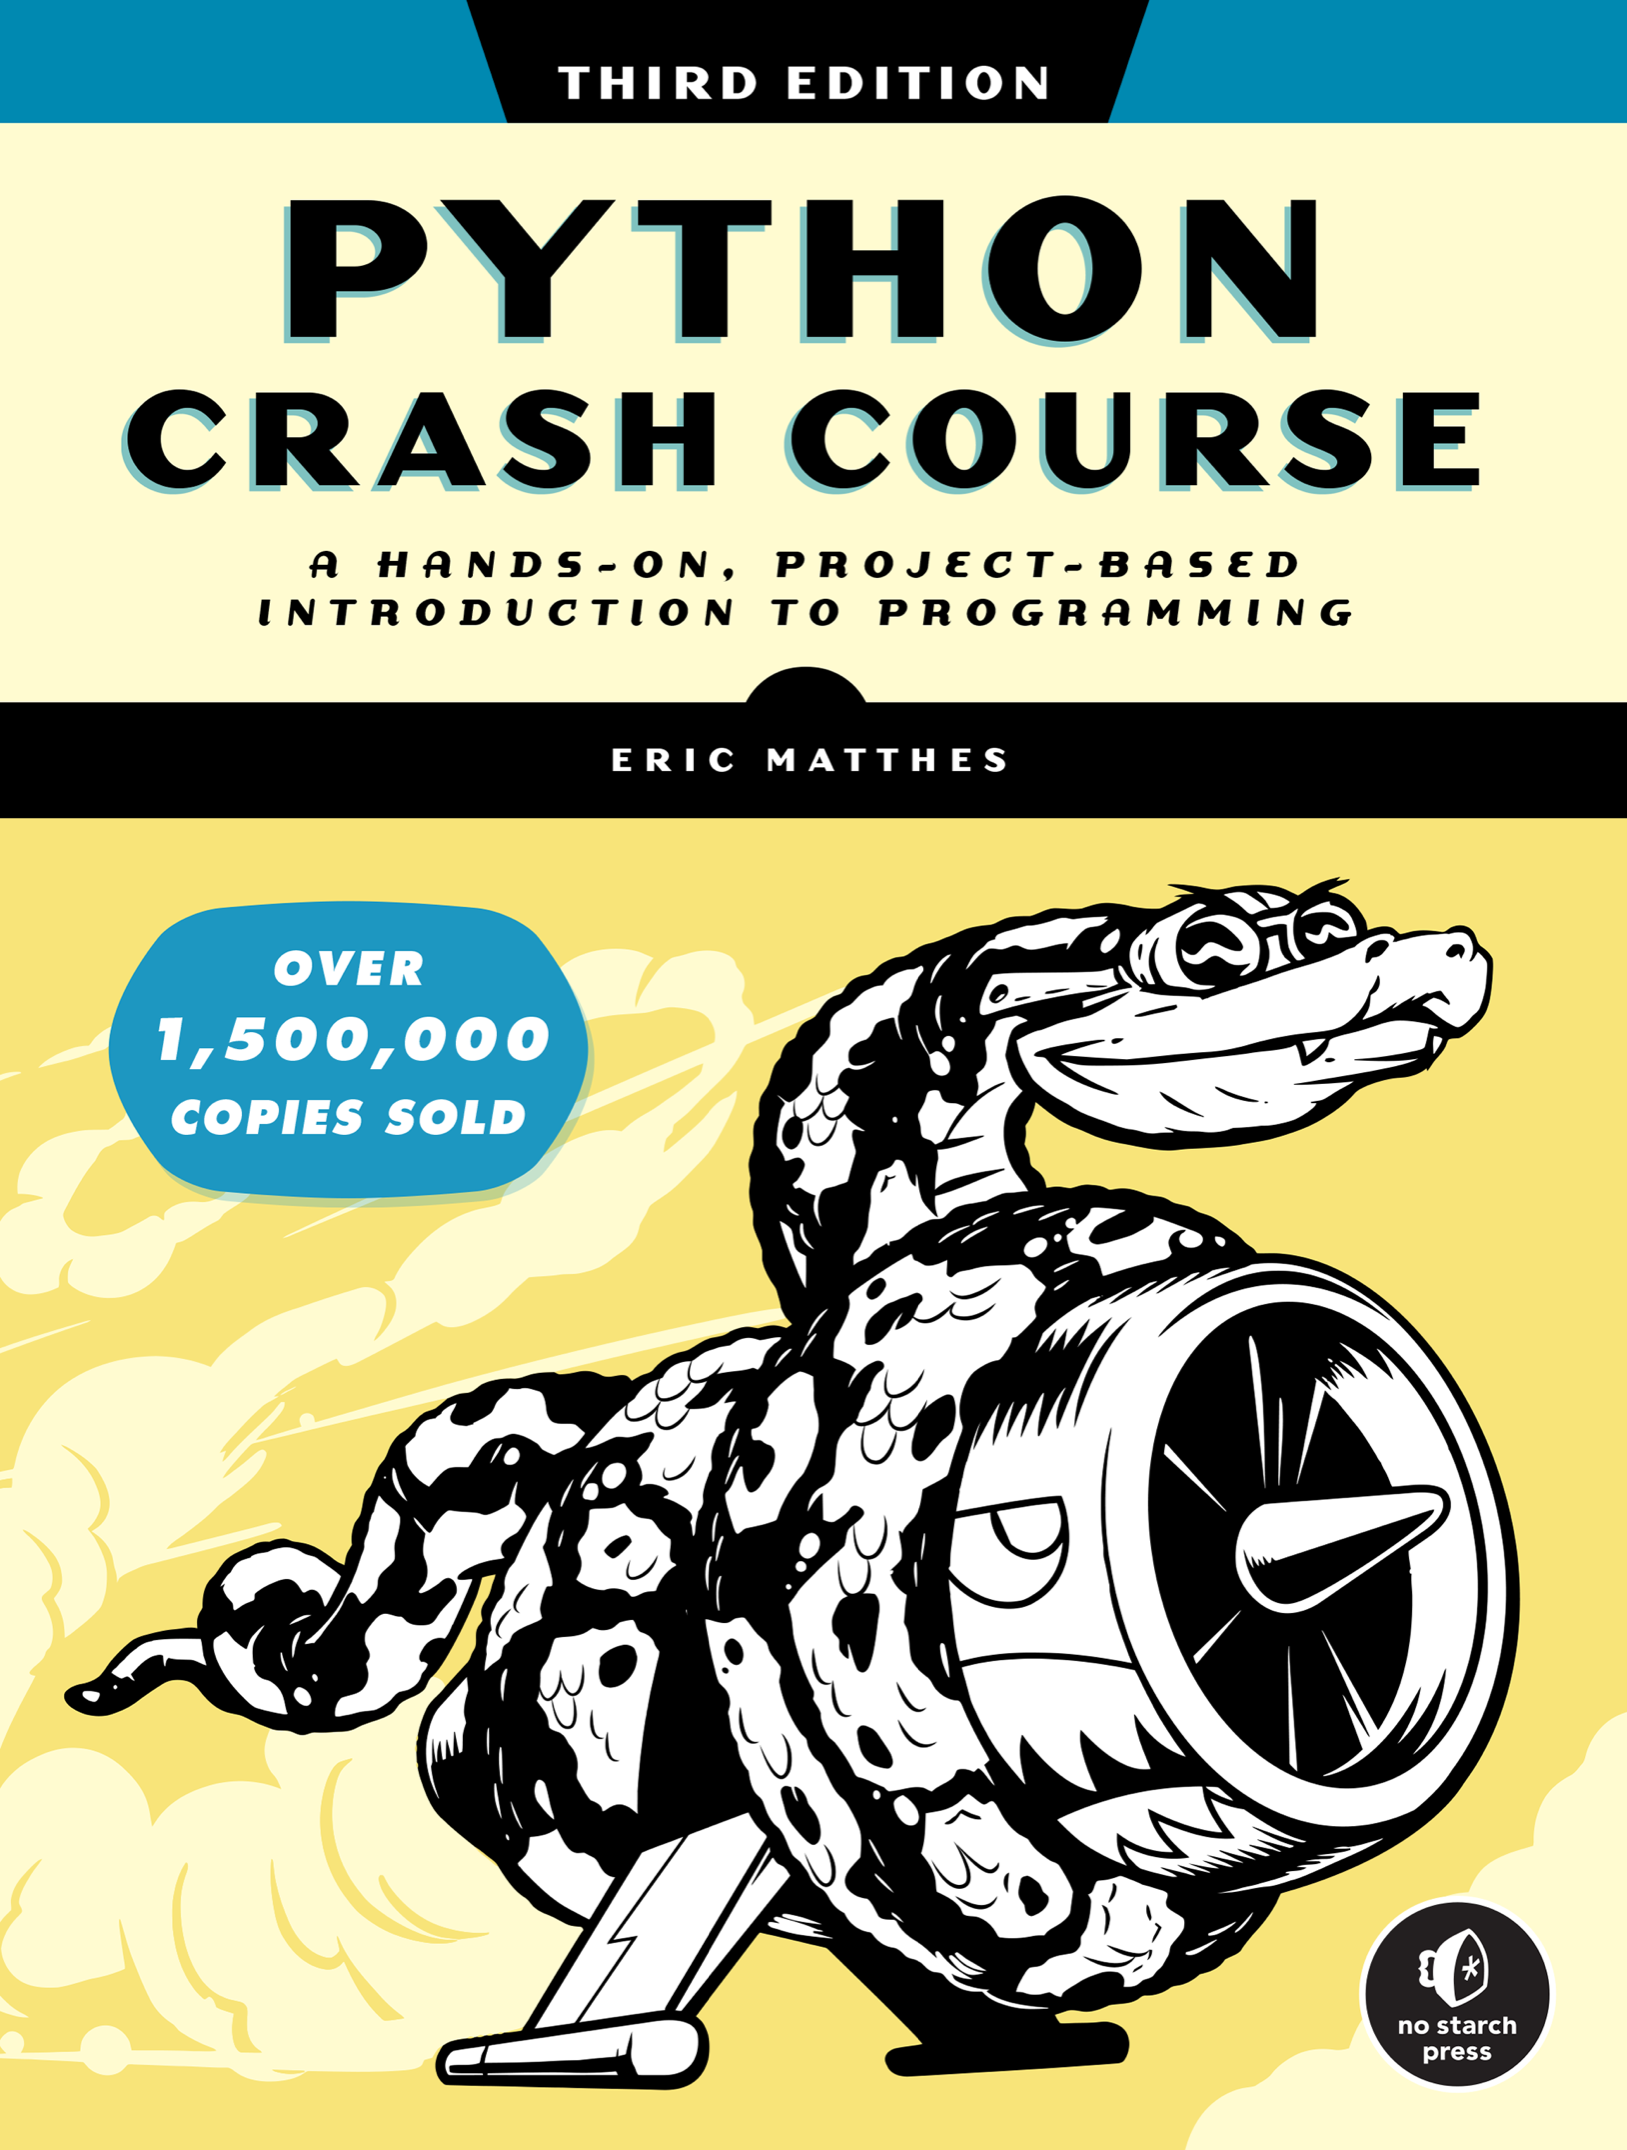 THIRD EDITION
PYTHON
CRASH COURSE
A HANDS-ON, PROJECT-BASED
INTRODUCTION TO PROGRAMMING
ERIC MATTHES
OVER
1,500,000
COPIES SOLD
no starch
press